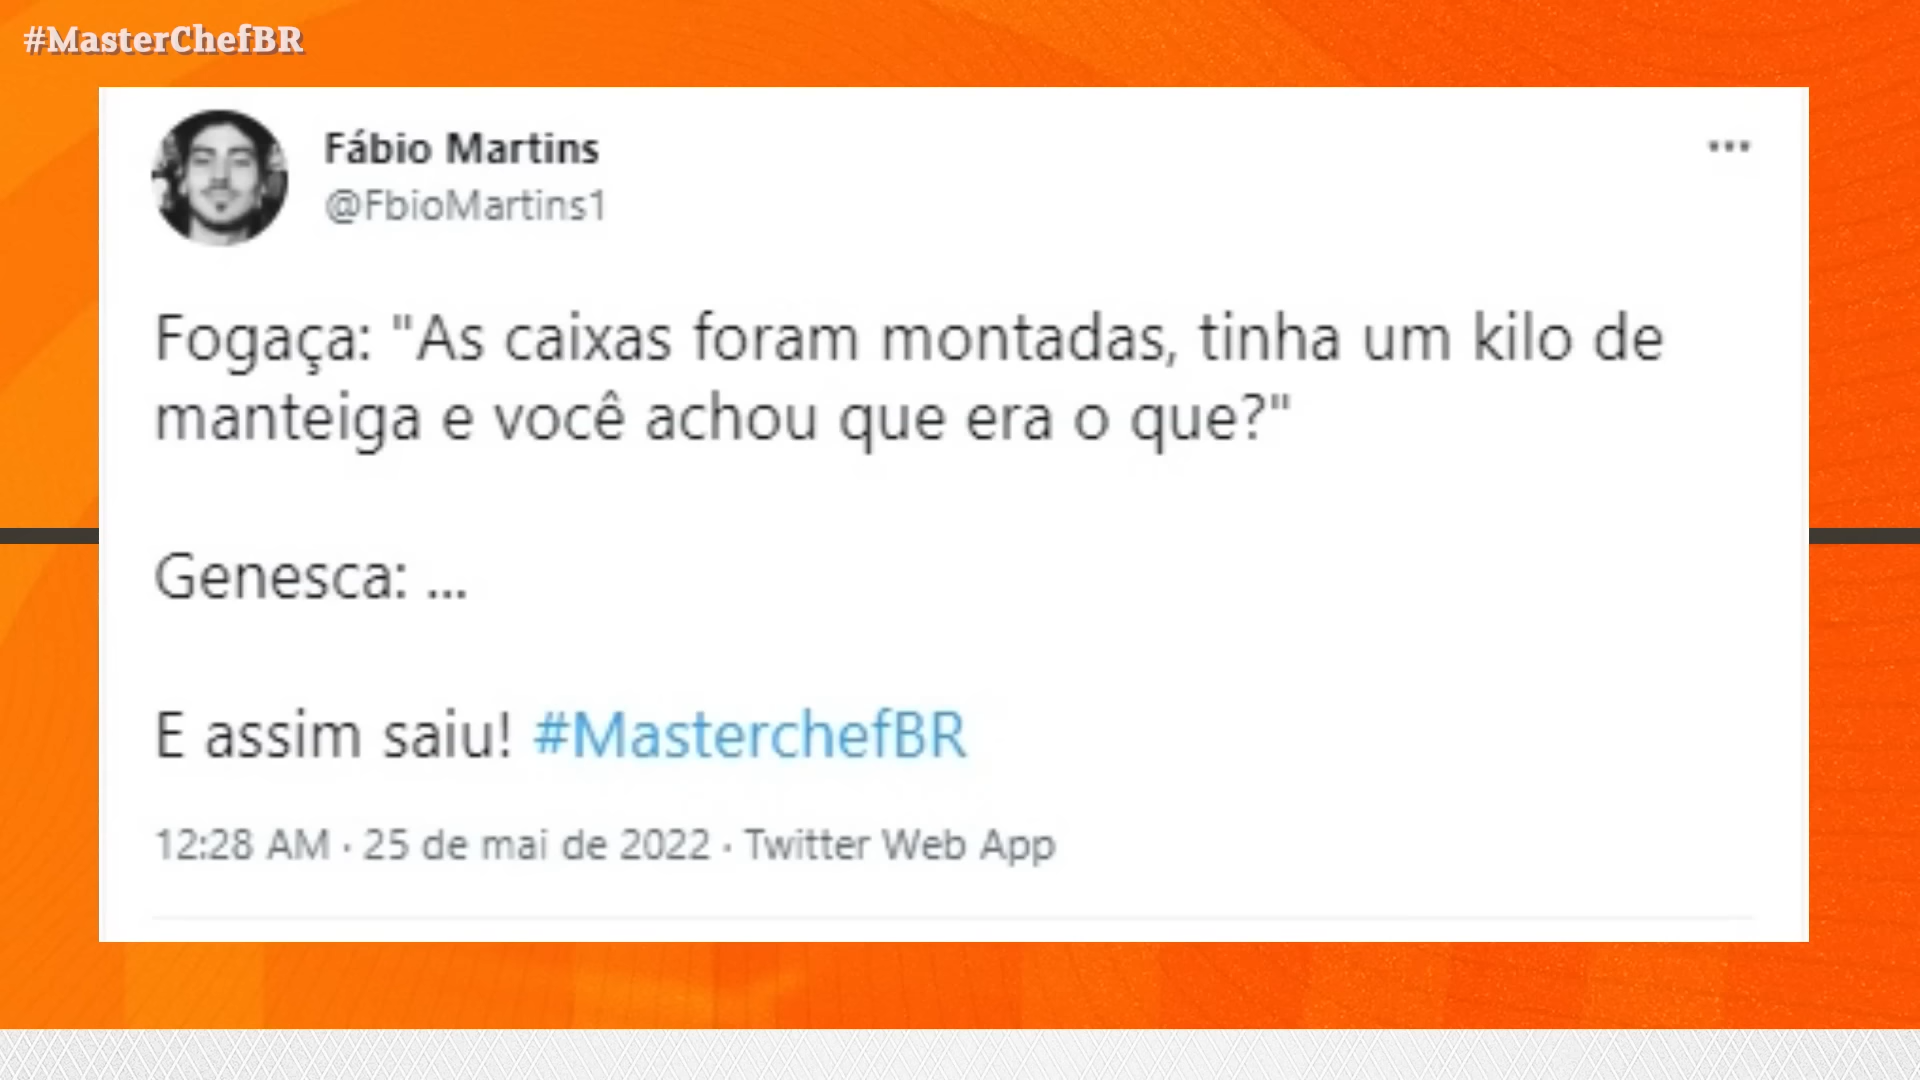 #MasterChefBR
Fábio Martins
@FbioMartins1
Fogaça: "As caixas foram montadas, tinha um kilo de
manteiga e você achou que era o que?"
Genesca: ...
E assim saiu! #MasterchefBR
12:28 AM · 25 de mai de 2022 · Twitter Web App